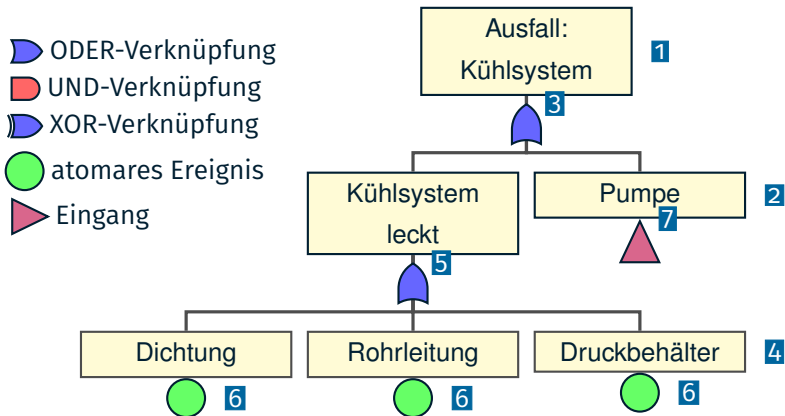 Ausfall:
Kühlsystem
1
ODER-Verknüpfung
UND-Verknüpfung
XOR-Verknüpfung
atomares Ereignis
Eingang
3
Kühlsystem
leckt
Pumpe
2
7
5
Dichtung
Rohrleitung
Druckbehälter
4
6
6
6